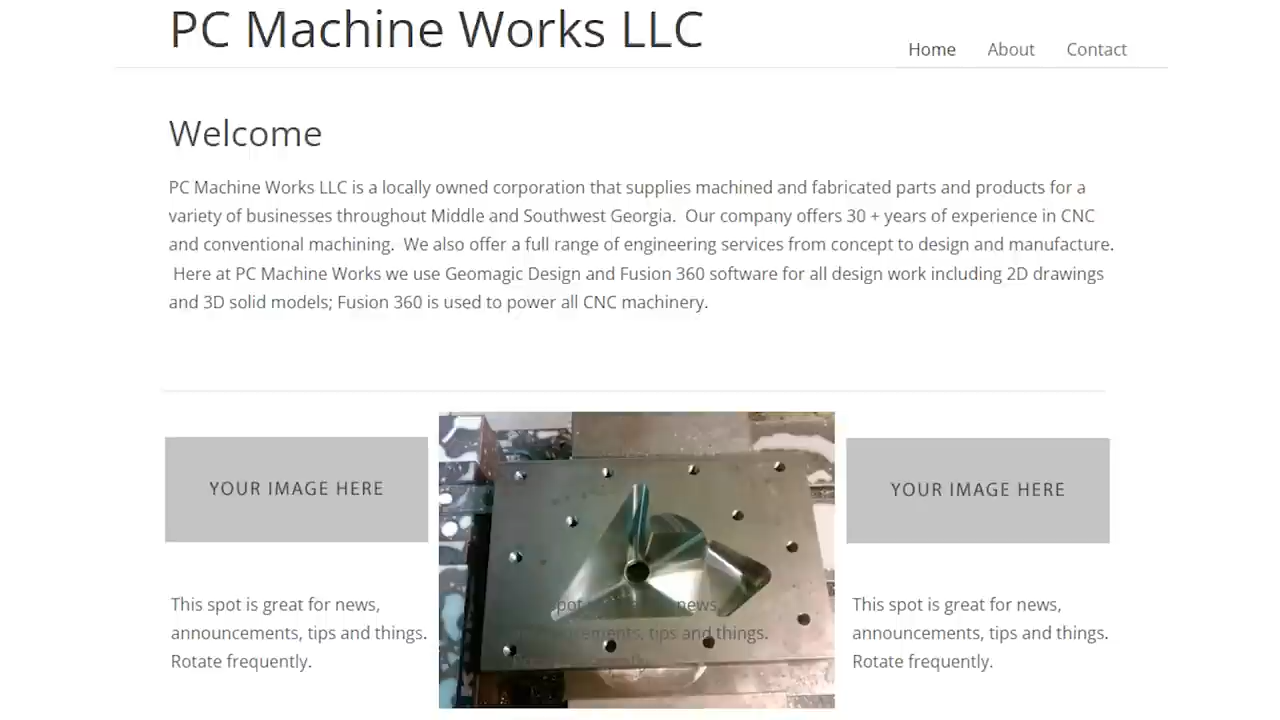 PC Machine Works LLC
Home About Contact
Welcome
PC Machine Works LLC is a locally owned corporation that supplies machined and fabricated parts and products for a
variety of businesses throughout Middle and Southwest Georgia.  Our company offers 30 + years of experience in CNC
and conventional machining.  We also offer a full range of engineering services from concept to design and manufacture.
Here at PC Machine Works we use Geomagic Design and Fusion 360 software for all design work including 2D drawings
and 3D solid models; Fusion 360 is used to power all CNC machinery.
YOUR IMAGE HERE
This spot is great for news,
announcements, tips and things.
Rotate frequently.
news,
tips and things.
YOUR IMAGE HERE
This spot is great for news,
announcements, tips and things.
Rotate frequently.